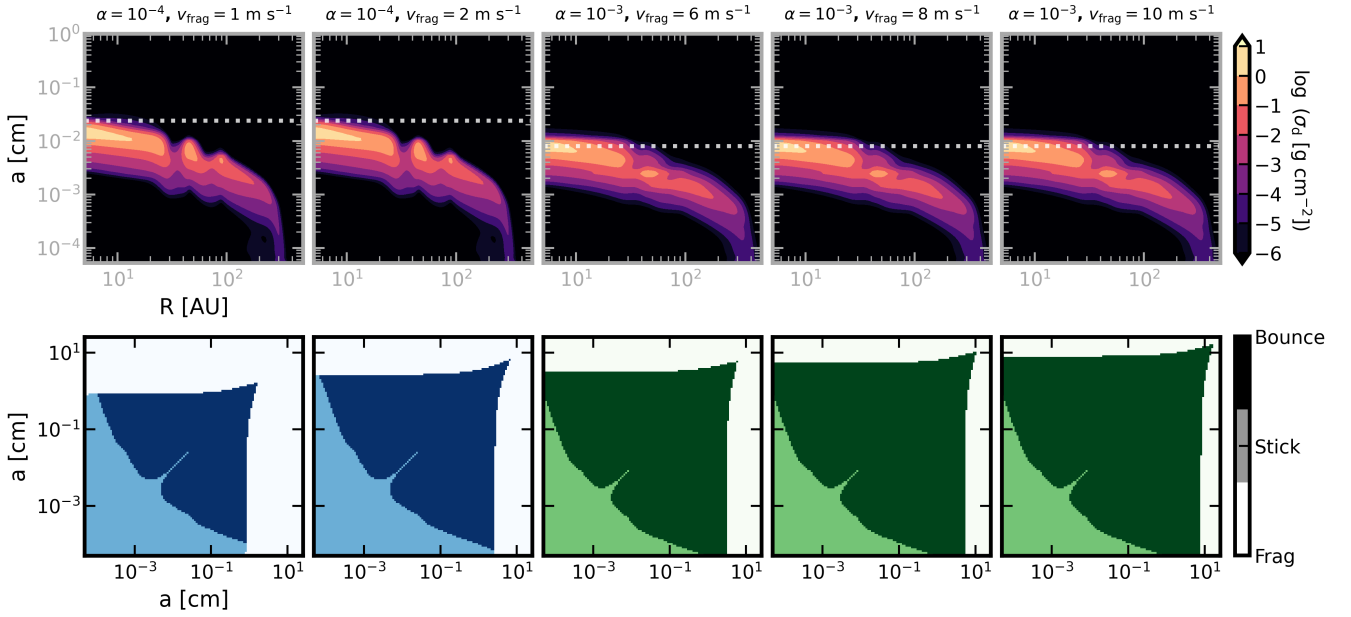 α = 10⁻⁴, v_frag = 1 m s⁻¹
α = 10⁻⁴, v_frag = 2 m s⁻¹
α = 10⁻³, v_frag = 6 m s⁻¹
α = 10⁻³, v_frag = 8 m s⁻¹
α = 10⁻³, v_frag = 10 m s⁻¹
a [cm]
10⁰
10⁻¹
10⁻²
10⁻³
10⁻⁴
10¹ 10²
10¹ 10²
10¹ 10²
10¹ 10²
10¹ 10²
R [AU]
1
0
−1
−2
−3
−4
−5
−6
log (σ_d [g cm⁻²])
a [cm]
10¹
10⁻¹
10⁻³
10⁻³ 10⁻¹ 10¹
10⁻³ 10⁻¹ 10¹
10⁻³ 10⁻¹ 10¹
10⁻³ 10⁻¹ 10¹
10⁻³ 10⁻¹ 10¹
a [cm]
Bounce
Stick
Frag